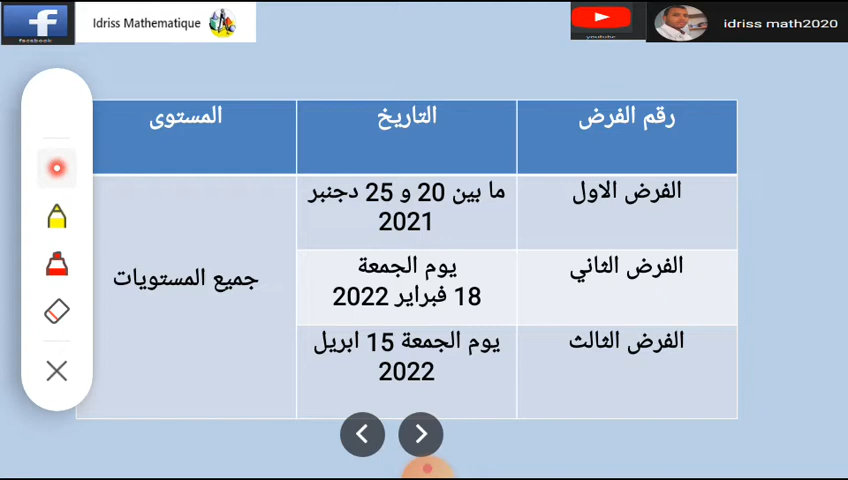 facebook
Idriss Mathematique
youtube
idriss math2020
رقم الفرض
التاريخ
المستوى
الفرض الاول
ما بين 20 و 25 دجنبر
2021
جميع المستويات
الفرض الثاني
يوم الجمعة
18 فبراير 2022
الفرض الثالث
يوم الجمعة 15 ابريل
2022